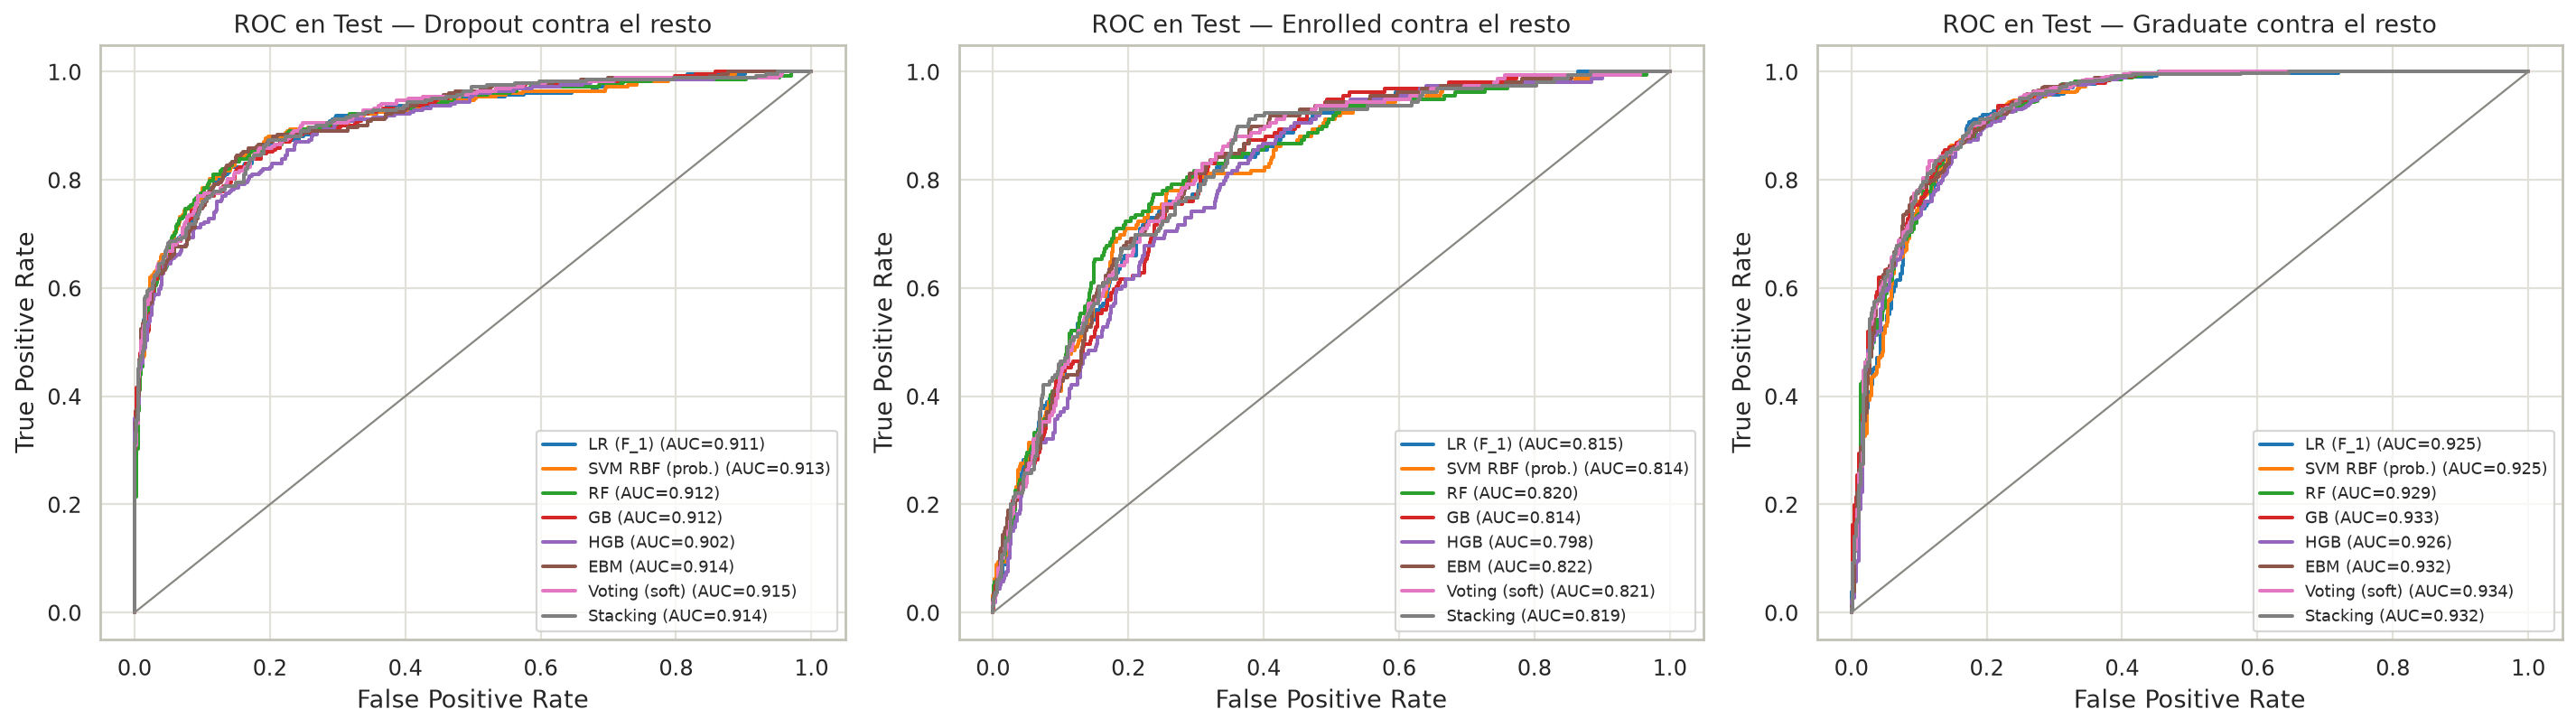 ROC en Test — Dropout contra el resto
True Positive Rate
1.0
0.8
0.6
0.4
0.2
0.0
LR (F_1) (AUC=0.911)
SVM RBF (prob.) (AUC=0.913)
RF (AUC=0.912)
GB (AUC=0.912)
HGB (AUC=0.902)
EBM (AUC=0.914)
Voting (soft) (AUC=0.915)
Stacking (AUC=0.914)
0.0 0.2 0.4 0.6 0.8 1.0
False Positive Rate
ROC en Test — Enrolled contra el resto
True Positive Rate
1.0
0.8
0.6
0.4
0.2
0.0
LR (F_1) (AUC=0.815)
SVM RBF (prob.) (AUC=0.814)
RF (AUC=0.820)
GB (AUC=0.814)
HGB (AUC=0.798)
EBM (AUC=0.822)
Voting (soft) (AUC=0.821)
Stacking (AUC=0.819)
0.0 0.2 0.4 0.6 0.8 1.0
False Positive Rate
ROC en Test — Graduate contra el resto
True Positive Rate
1.0
0.8
0.6
0.4
0.2
0.0
LR (F_1) (AUC=0.925)
SVM RBF (prob.) (AUC=0.925)
RF (AUC=0.929)
GB (AUC=0.933)
HGB (AUC=0.926)
EBM (AUC=0.932)
Voting (soft) (AUC=0.934)
Stacking (AUC=0.932)
0.0 0.2 0.4 0.6 0.8 1.0
False Positive Rate